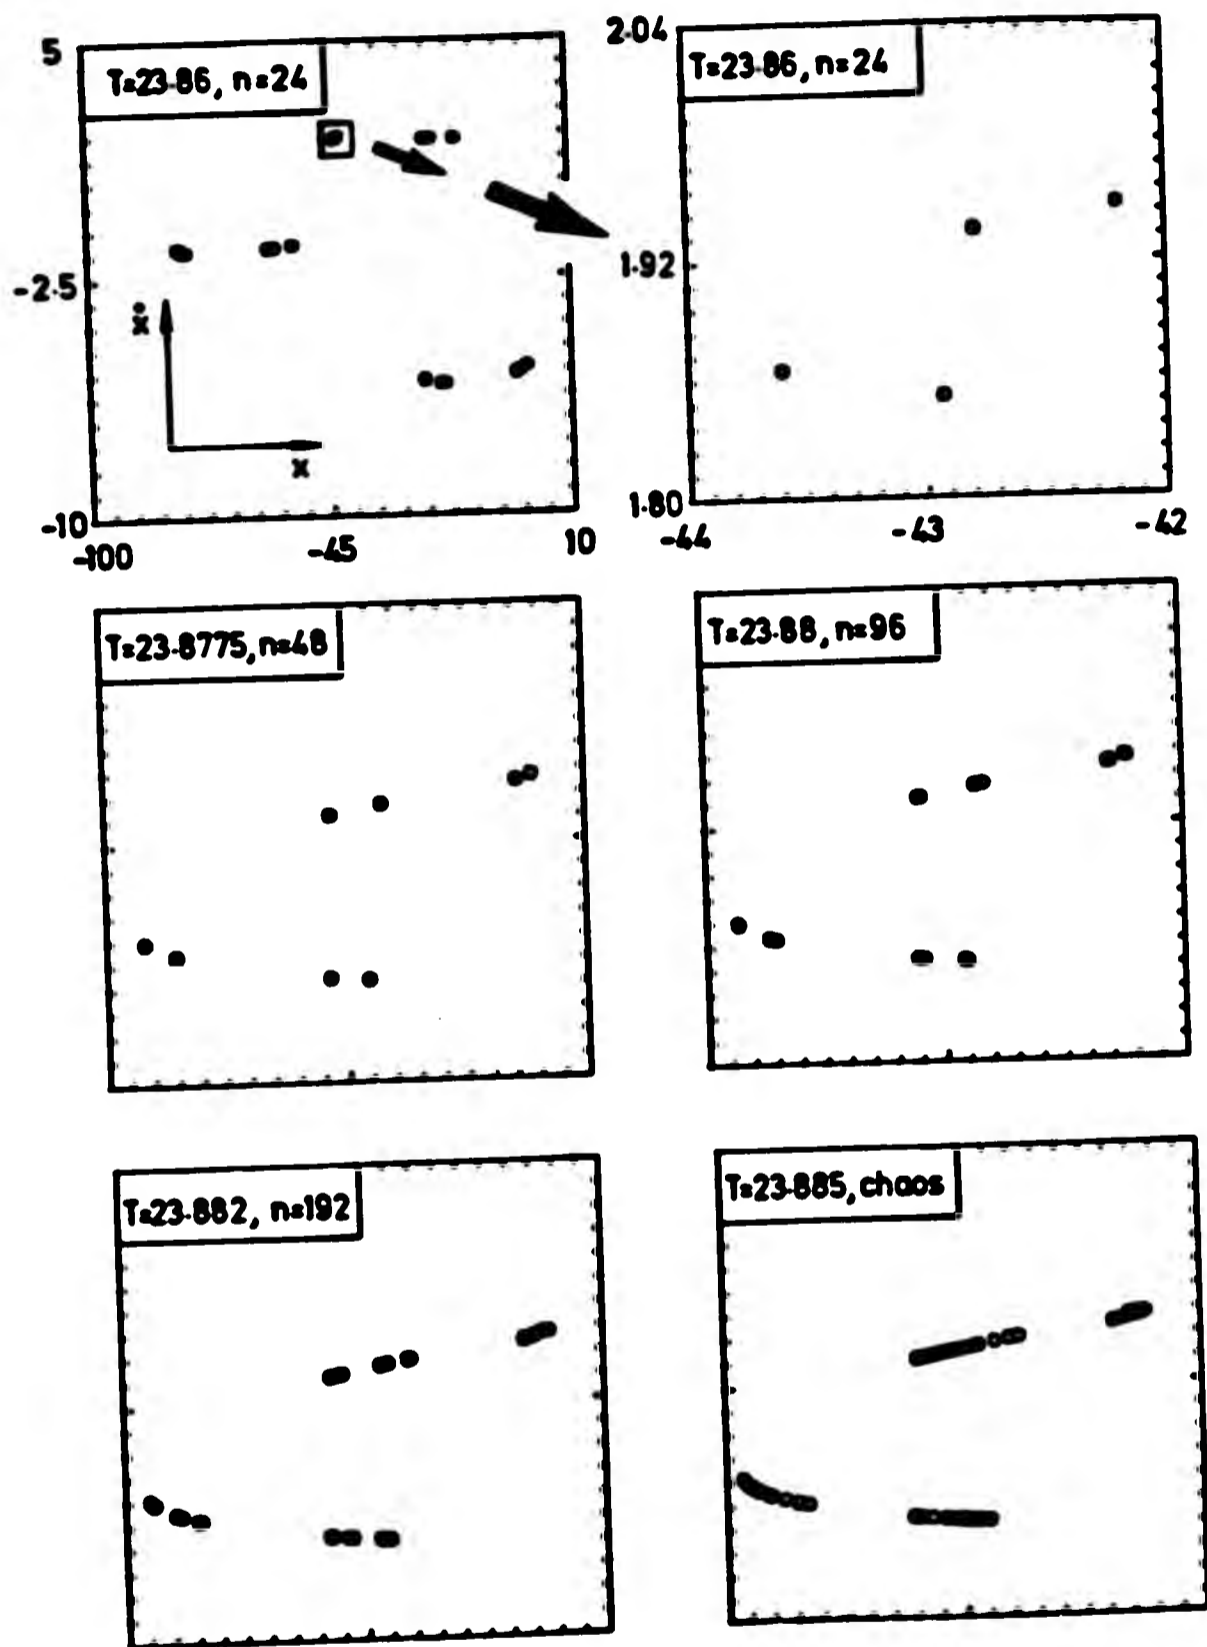 5
T=23.86, n=24
-2.5
ẋ
x
-10
-100
-45
10
2.04
T=23.86, n=24
1.92
1.80
-44
-43
-42
T=23.8775, n=48
T=23.88, n=96
T=23.882, n=192
T=23.885, chaos